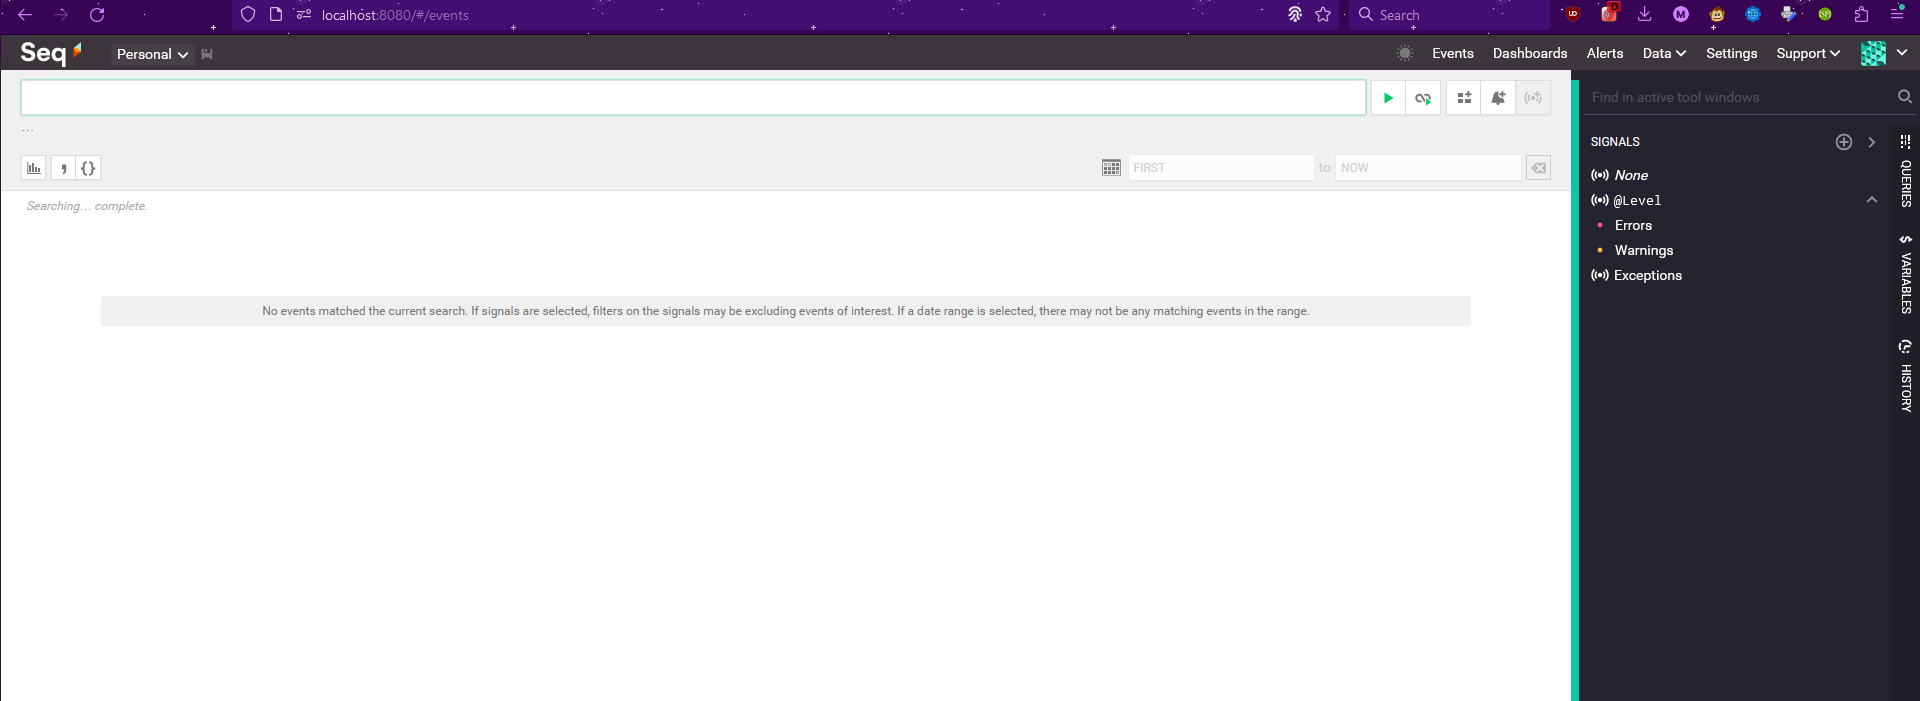 localhost:8080/#/events
Search
Seq
Personal
Events
Dashboards
Alerts
Data
Settings
Support
Find in active tool windows
...
FIRST
to
NOW
Searching... complete.
No events matched the current search. If signals are selected, filters on the signals may be excluding events of interest. If a date range is selected, there may not be any matching events in the range.
SIGNALS
None
@Level
Errors
Warnings
Exceptions
QUERIES
VARIABLES
HISTORY